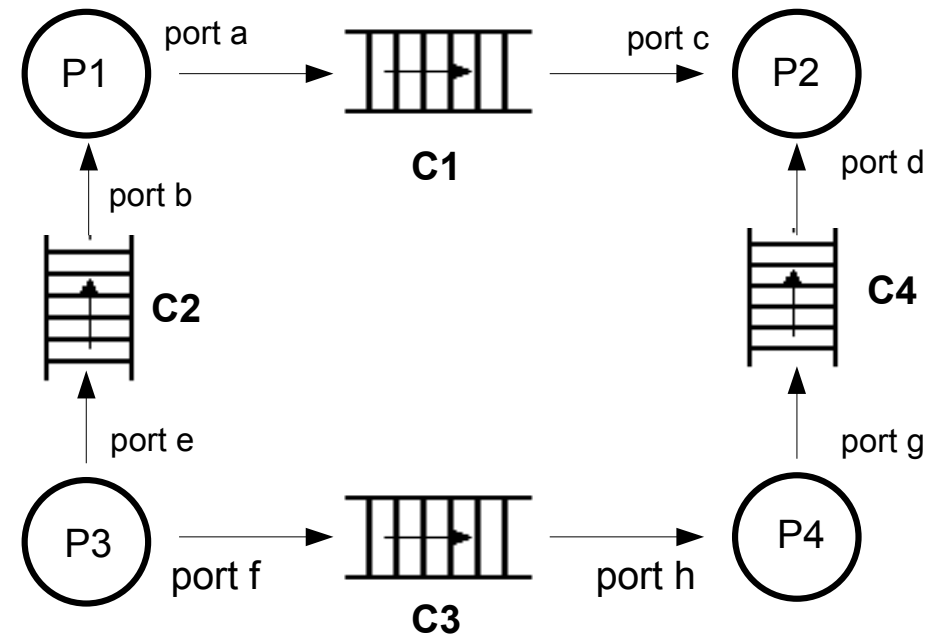 port a
port c
P1
P2
C1
port d
port b
C2
C4
port e
port g
P3
P4
port f
port h
C3